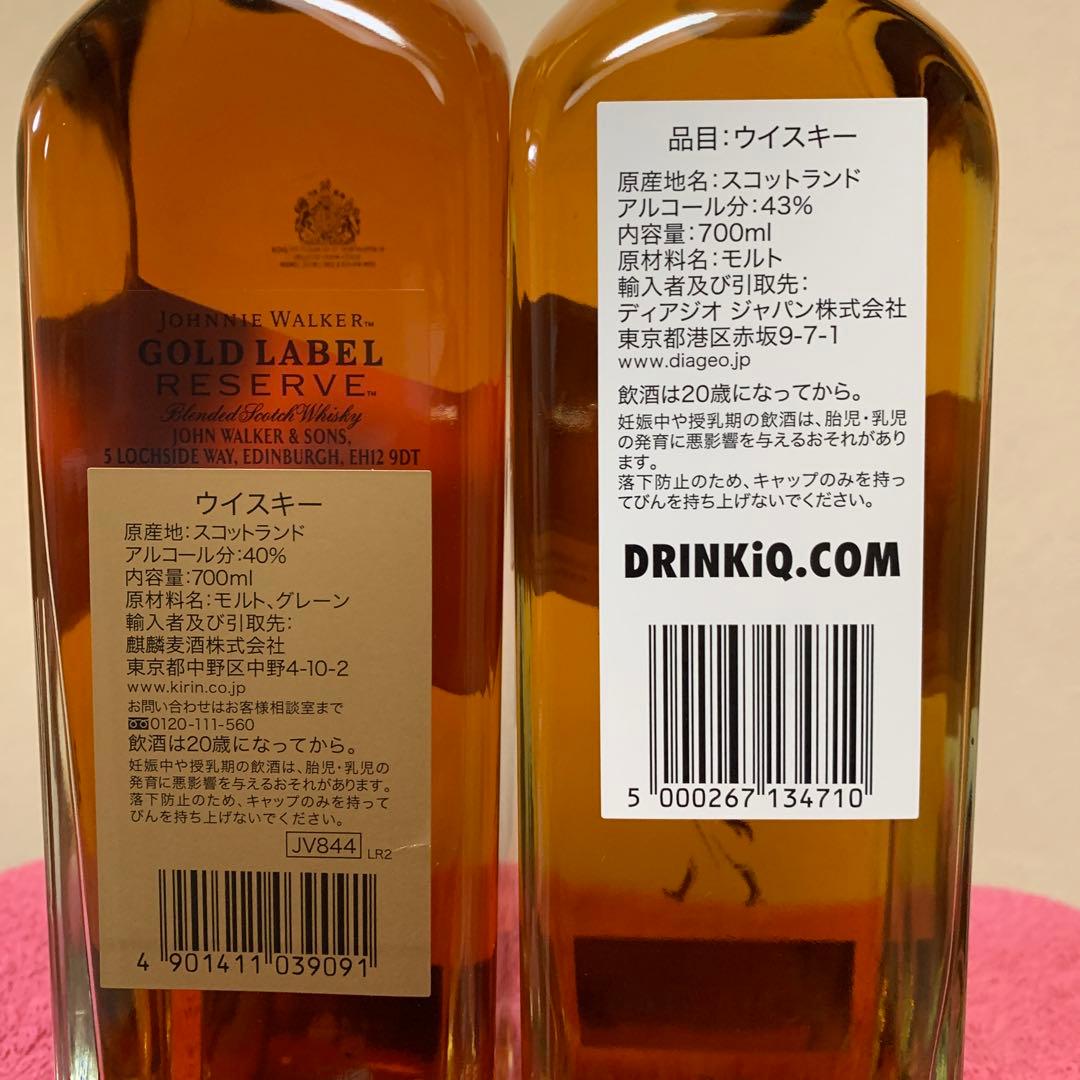 JOHNNIE WALKER™
GOLD LABEL
RESERVE™
Blended Scotch Whisky
JOHN WALKER & SONS,
5 LOCHSIDE WAY, EDINBURGH, EH12 9DT
ウイスキー
原産地:スコットランド
アルコール分:40%
内容量:700ml
原材料名:モルト、グレーン
輸入者及び引取先:
麒麟麦酒株式会社
東京都中野区中野4-10-2
www.kirin.co.jp
お問い合わせはお客様相談室まで
0120-111-560
飲酒は20歳になってから。
妊娠中や授乳期の飲酒は、胎児・乳児の
発育に悪影響を与えるおそれがあります。
落下防止のため、キャップのみを持って
びんを持ち上げないでください。
JV844 LR2
4 901411 039091
品目:ウイスキー
原産地名:スコットランド
アルコール分:43%
内容量:700ml
原材料名:モルト
輸入者及び引取先:
ディアジオ ジャパン株式会社
東京都港区赤坂9-7-1
www.diageo.jp
飲酒は20歳になってから。
妊娠中や授乳期の飲酒は、胎児・乳児
の発育に悪影響を与えるおそれがあり
ます。
落下防止のため、キャップのみを持っ
てびんを持ち上げないでください。
DRINKiQ.COM
5 000267 134710